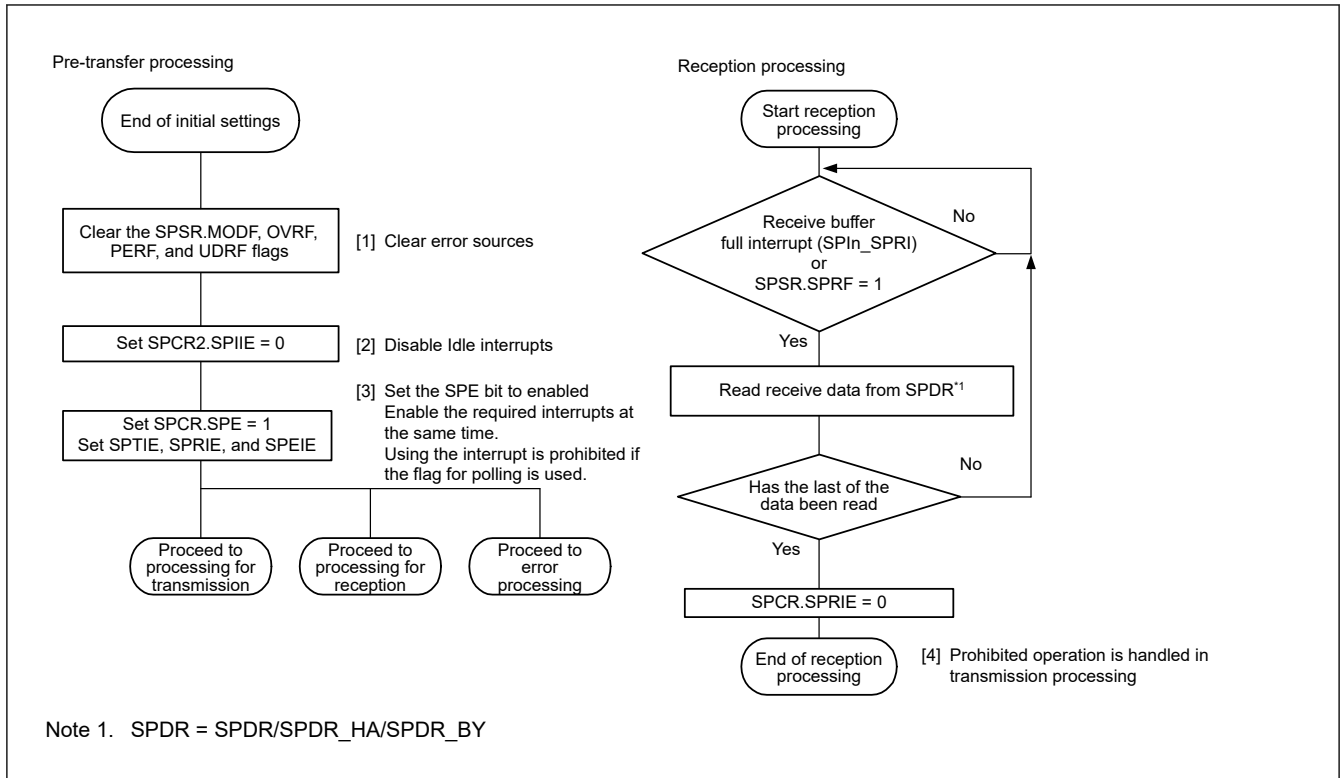 Pre-transfer processing
End of initial settings
Clear the SPSR.MODF, OVRF,
PERF, and UDRF flags
[1] Clear error sources
Set SPCR2.SPIIE = 0
[2] Disable Idle interrupts
Set SPCR.SPE = 1
Set SPTIE, SPRIE, and SPEIE
[3] Set the SPE bit to enabled
Enable the required interrupts at
the same time.
Using the interrupt is prohibited if
the flag for polling is used.
Proceed to
processing for
transmission
Proceed to
processing for
reception
Proceed to
error
processing
Reception processing
Start reception
processing
Receive buffer
full interrupt (SPIn_SPRI)
or
SPSR.SPRF = 1
No
Yes
Read receive data from SPDR*1
Has the last of the
data been read
No
Yes
SPCR.SPRIE = 0
End of reception
processing
[4] Prohibited operation is handled in
transmission processing
Note 1. SPDR = SPDR/SPDR_HA/SPDR_BY